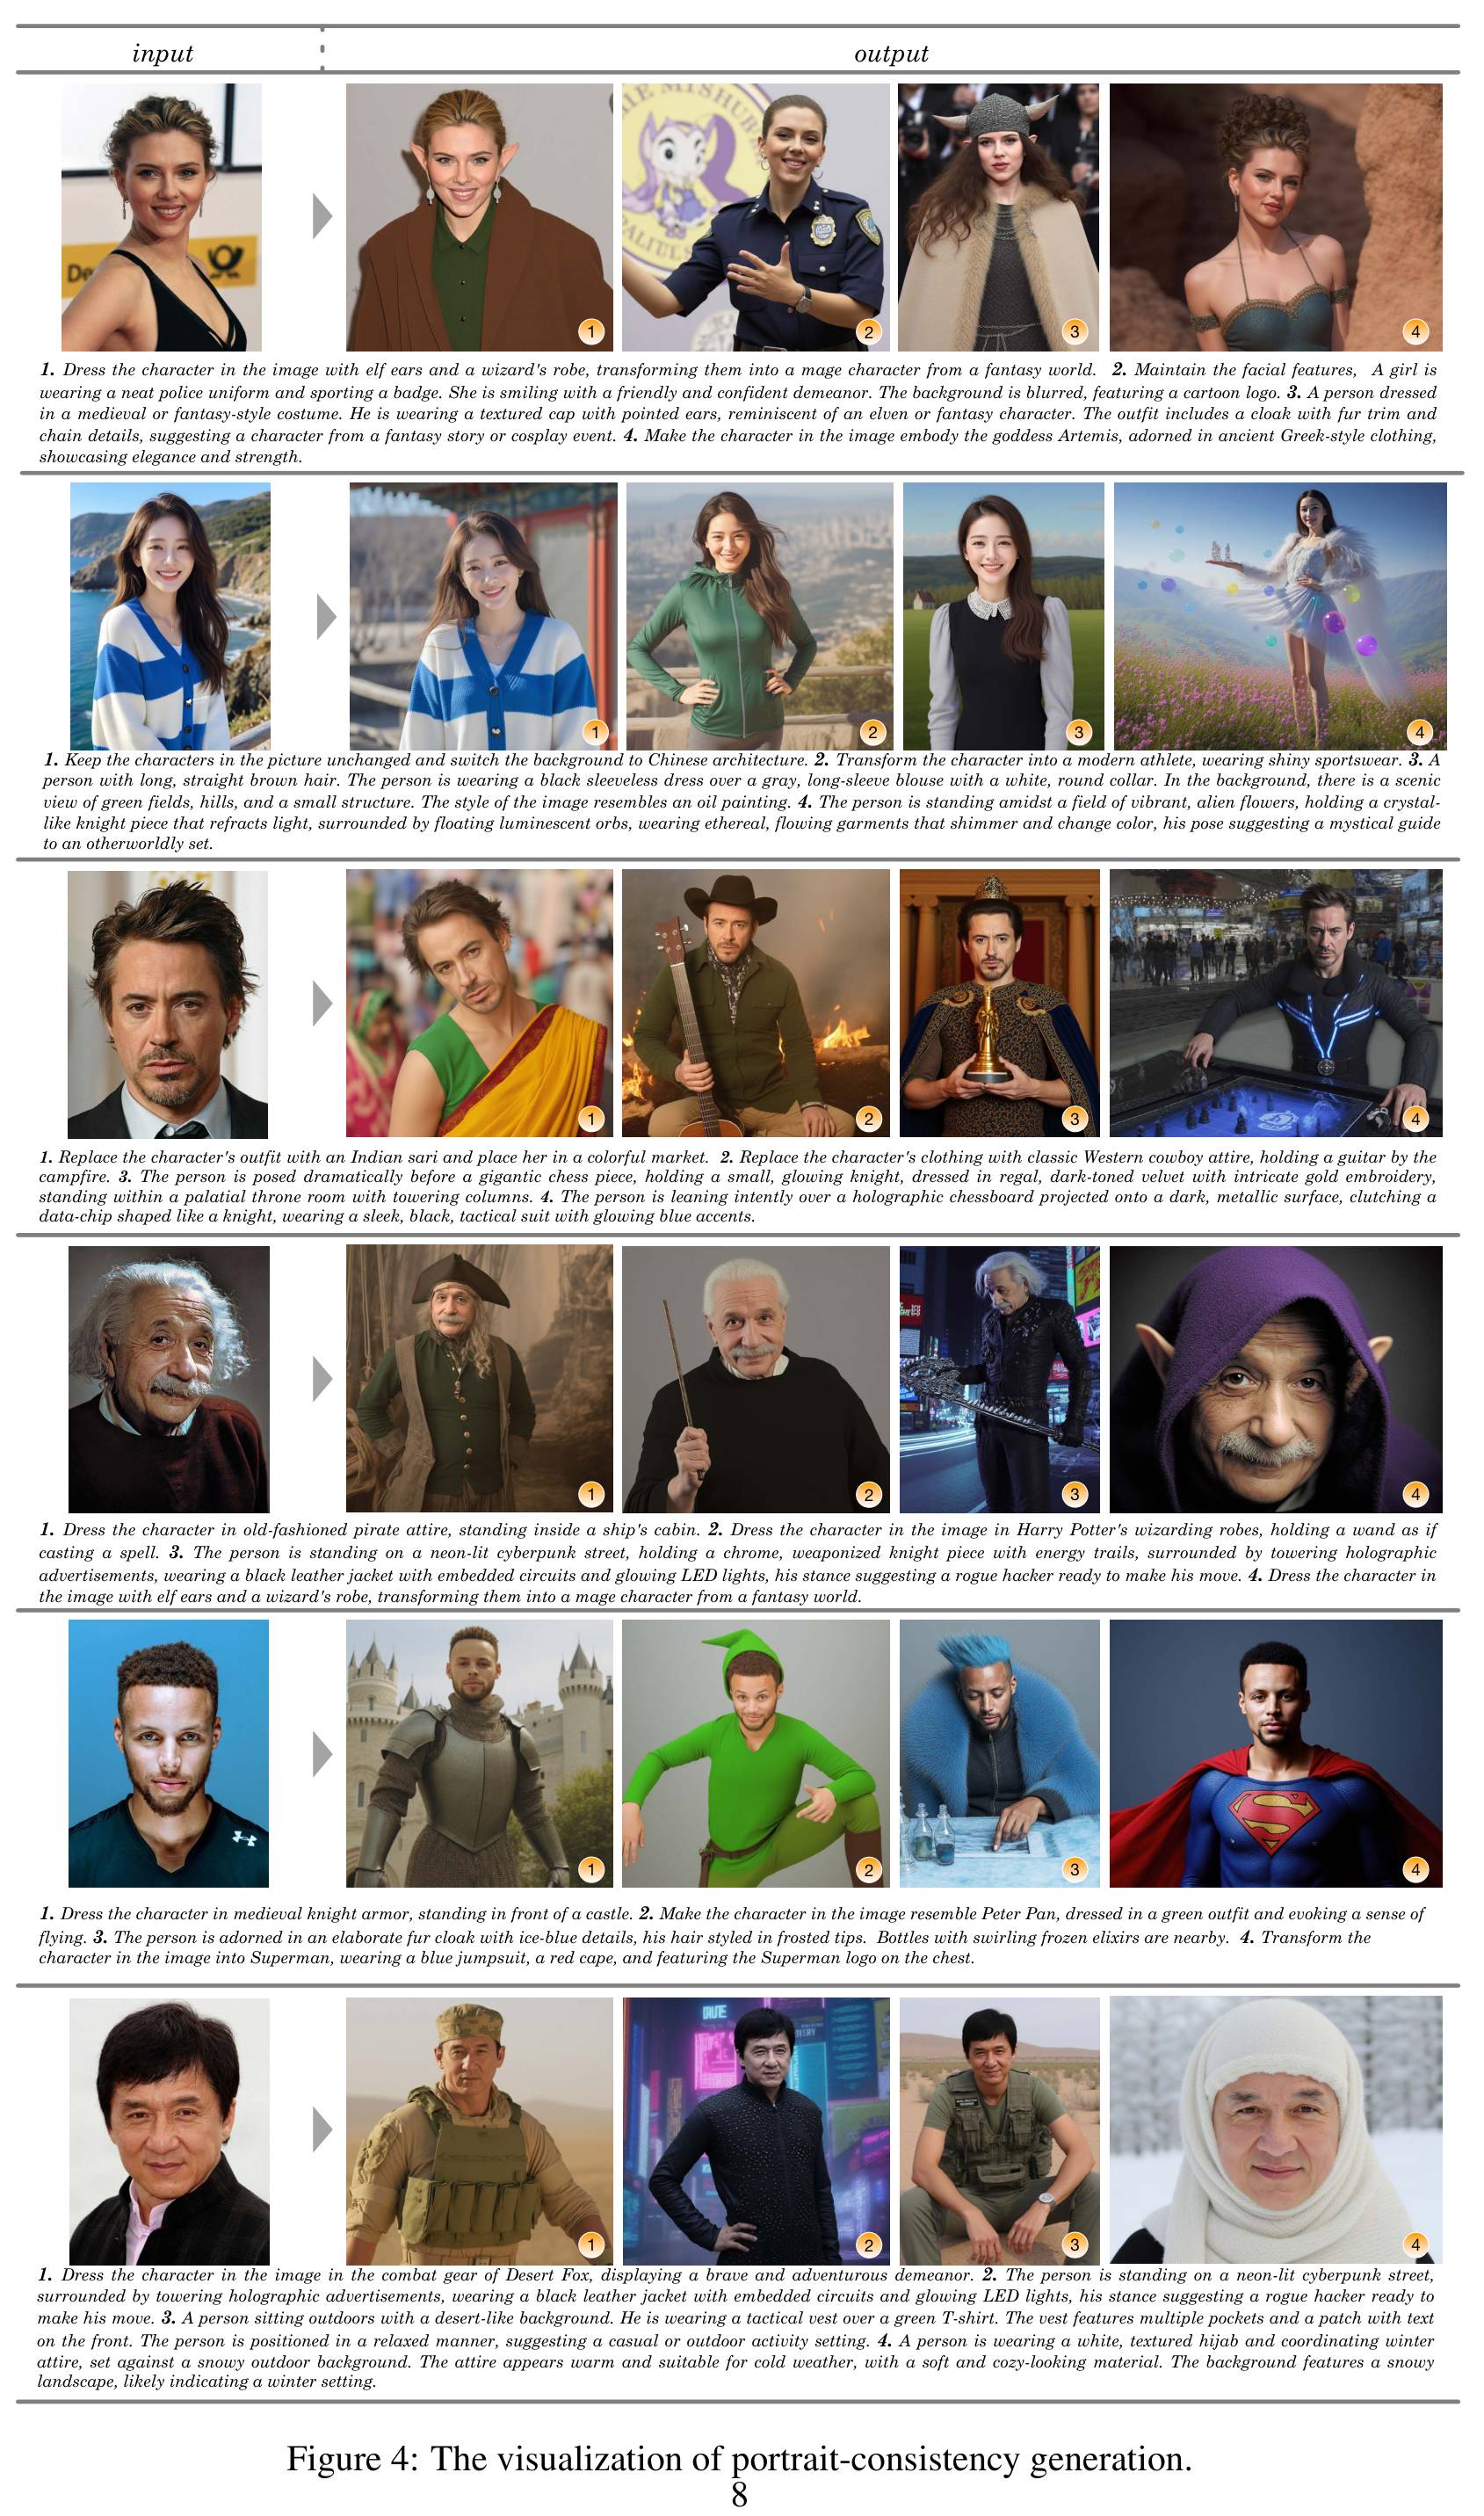 input
output
De
THE MISHUB
1
2
3
4
1. Dress the character in the image with elf ears and a wizard's robe, transforming them into a mage character from a fantasy world. 2. Maintain the facial features, A girl is
wearing a neat police uniform and sporting a badge. She is smiling with a friendly and confident demeanor. The background is blurred, featuring a cartoon logo. 3. A person dressed
in a medieval or fantasy-style costume. He is wearing a textured cap with pointed ears, reminiscent of an elven or fantasy character. The outfit includes a cloak with fur trim and
chain details, suggesting a character from a fantasy story or cosplay event. 4. Make the character in the image embody the goddess Artemis, adorned in ancient Greek-style clothing,
showcasing elegance and strength.
1
2
3
4
1. Keep the characters in the picture unchanged and switch the background to Chinese architecture. 2. Transform the character into a modern athlete, wearing shiny sportswear. 3. A
person with long, straight brown hair. The person is wearing a black sleeveless dress over a gray, long-sleeve blouse with a white, round collar. In the background, there is a scenic
view of green fields, hills, and a small structure. The style of the image resembles an oil painting. 4. The person is standing amidst a field of vibrant, alien flowers, holding a crystal-
like knight piece that refracts light, surrounded by floating luminescent orbs, wearing ethereal, flowing garments that shimmer and change color, his pose suggesting a mystical guide
to an otherworldly set.
1
2
3
4
1. Replace the character's outfit with an Indian sari and place her in a colorful market. 2. Replace the character's clothing with classic Western cowboy attire, holding a guitar by the
campfire. 3. The person is posed dramatically before a gigantic chess piece, holding a small, glowing knight, dressed in regal, dark-toned velvet with intricate gold embroidery,
standing within a palatial throne room with towering columns. 4. The person is leaning intently over a holographic chessboard projected onto a dark, metallic surface, clutching a
data-chip shaped like a knight, wearing a sleek, black, tactical suit with glowing blue accents.
1
2
3
4
1. Dress the character in old-fashioned pirate attire, standing inside a ship's cabin. 2. Dress the character in the image in Harry Potter's wizarding robes, holding a wand as if
casting a spell. 3. The person is standing on a neon-lit cyberpunk street, holding a chrome, weaponized knight piece with energy trails, surrounded by towering holographic
advertisements, wearing a black leather jacket with embedded circuits and glowing LED lights, his stance suggesting a rogue hacker ready to make his move. 4. Dress the character in
the image with elf ears and a wizard's robe, transforming them into a mage character from a fantasy world.
1
2
3
4
1. Dress the character in medieval knight armor, standing in front of a castle. 2. Make the character in the image resemble Peter Pan, dressed in a green outfit and evoking a sense of
flying. 3. The person is adorned in an elaborate fur cloak with ice-blue details, his hair styled in frosted tips. Bottles with swirling frozen elixirs are nearby. 4. Transform the
character in the image into Superman, wearing a blue jumpsuit, a red cape, and featuring the Superman logo on the chest.
1
2
3
4
1. Dress the character in the image in the combat gear of Desert Fox, displaying a brave and adventurous demeanor. 2. The person is standing on a neon-lit cyberpunk street,
surrounded by towering holographic advertisements, wearing a black leather jacket with embedded circuits and glowing LED lights, his stance suggesting a rogue hacker ready to
make his move. 3. A person sitting outdoors with a desert-like background. He is wearing a tactical vest over a green T-shirt. The vest features multiple pockets and a patch with text
on the front. The person is positioned in a relaxed manner, suggesting a casual or outdoor activity setting. 4. A person is wearing a white, textured hijab and coordinating winter
attire, set against a snowy outdoor background. The attire appears warm and suitable for cold weather, with a soft and cozy-looking material. The background features a snowy
landscape, likely indicating a winter setting.
Figure 4: The visualization of portrait-consistency generation.
8